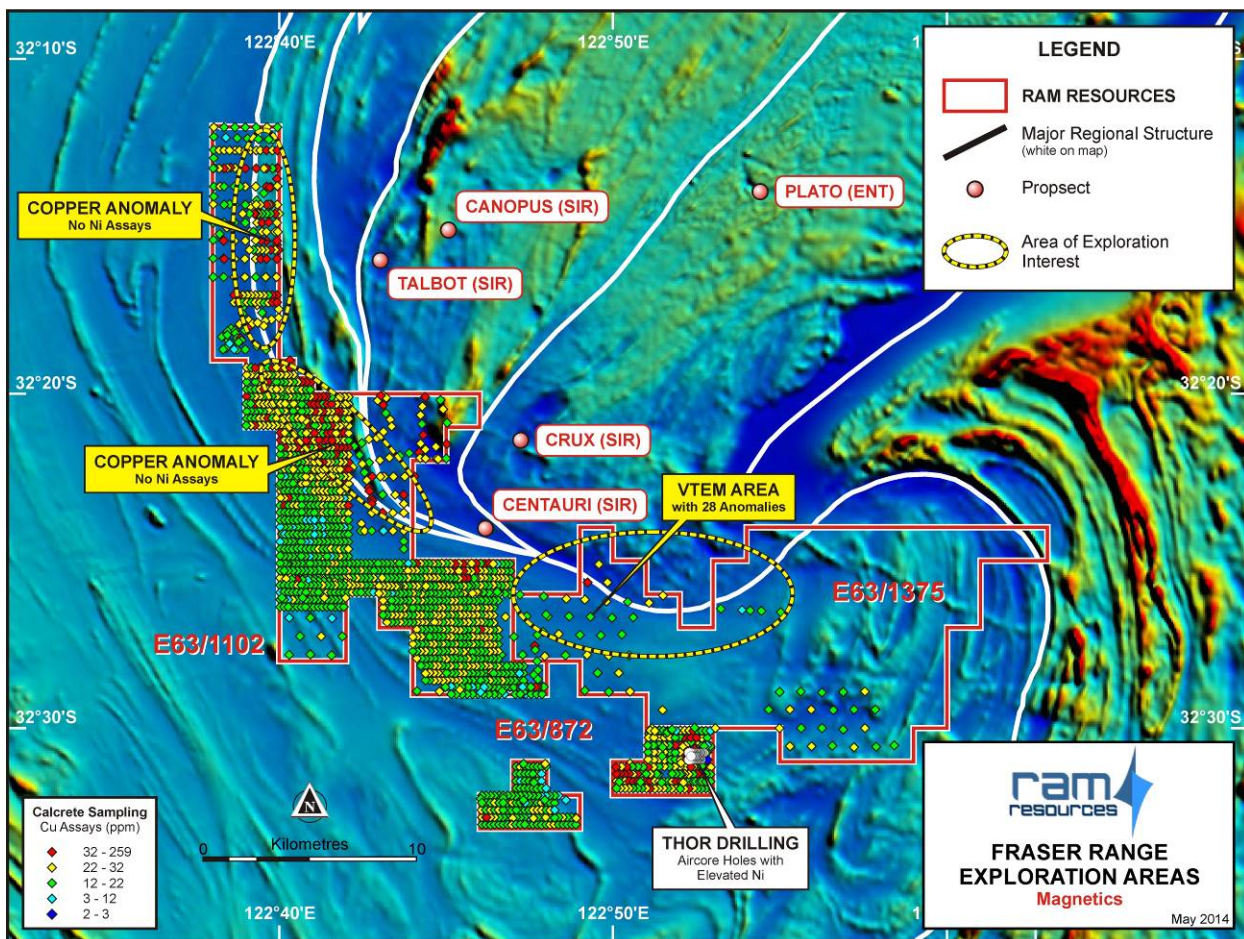 32°10'S
122°40'E
122°50'E
LEGEND
RAM RESOURCES
Major Regional Structure
(white on map)
Propsect
Area of Exploration
Interest
COPPER ANOMALY
No Ni Assays
CANOPUS (SIR)
PLATO (ENT)
TALBOT (SIR)
32°20'S
32°20'S
CRUX (SIR)
COPPER ANOMALY
No Ni Assays
CENTAURI (SIR)
VTEM AREA
with 28 Anomalies
E63/1375
E63/1102
32°30'S
E63/872
32°30'S
N
Kilometres
0
10
THOR DRILLING
Aircore Holes with
Elevated Ni
Calcrete Sampling
Cu Assays (ppm)
32 - 259
22 - 32
12 - 22
3 - 12
2 - 3
122°40'E
122°50'E
ram
resources
FRASER RANGE
EXPLORATION AREAS
Magnetics
May 2014